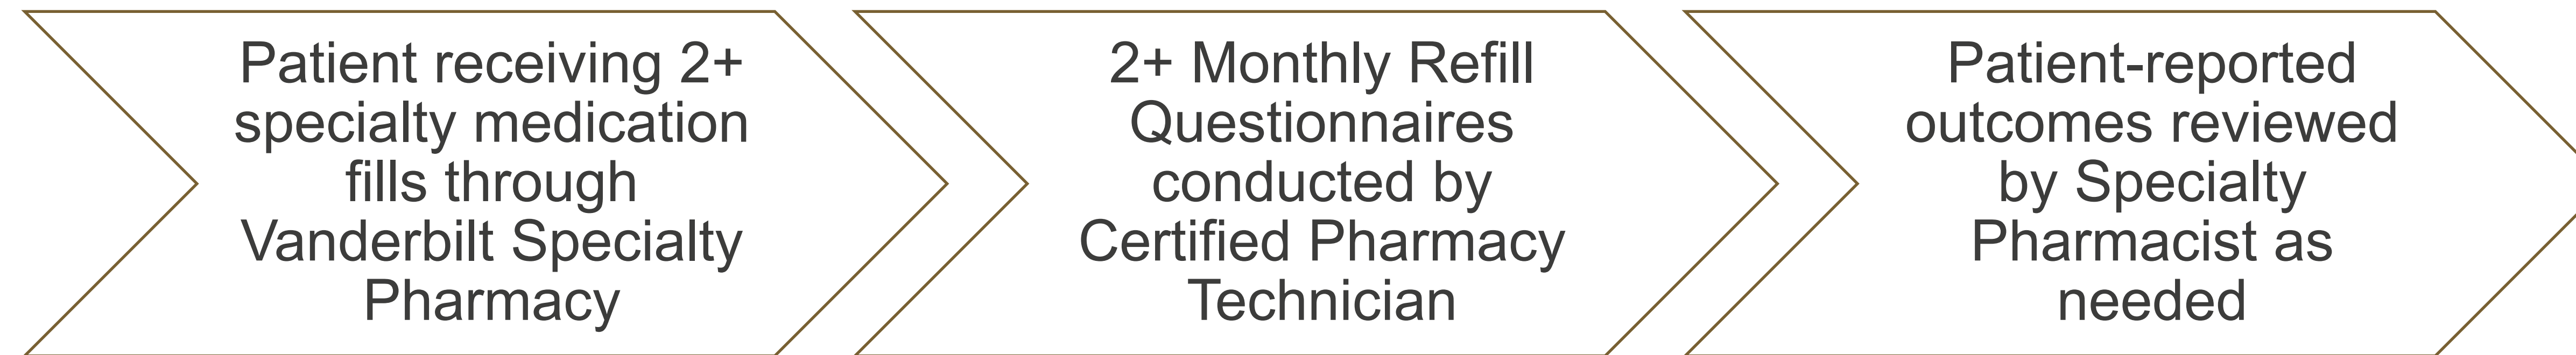 Patient receiving 2+
specialty medication
fills through
Vanderbilt Specialty
Pharmacy
2+ Monthly Refill
Questionnaires
conducted by
Certified Pharmacy
Technician
Patient-reported
outcomes reviewed
by Specialty
Pharmacist as
needed